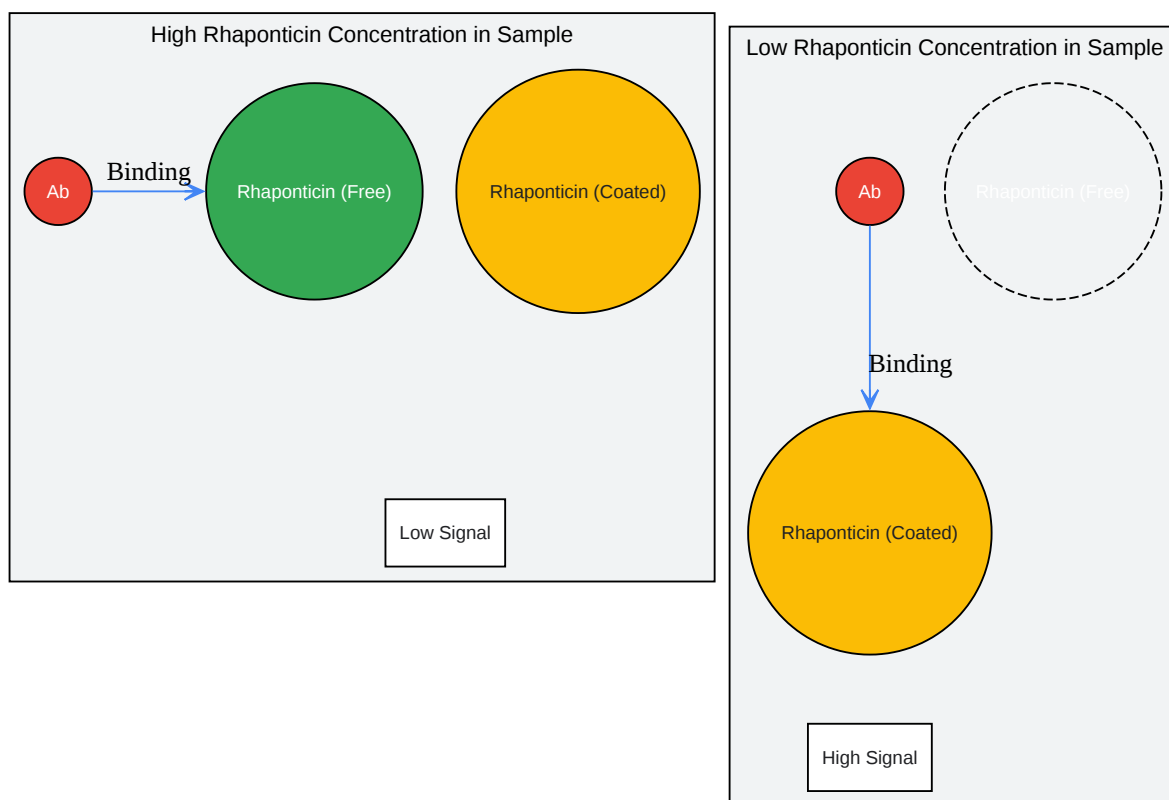 High Rhaponticin Concentration in Sample
Ab
Binding
Rhaponticin (Free)
Rhaponticin (Coated)
Low Signal
Low Rhaponticin Concentration in Sample
Ab
Rhaponticin (Free)
Binding
Rhaponticin (Coated)
High Signal